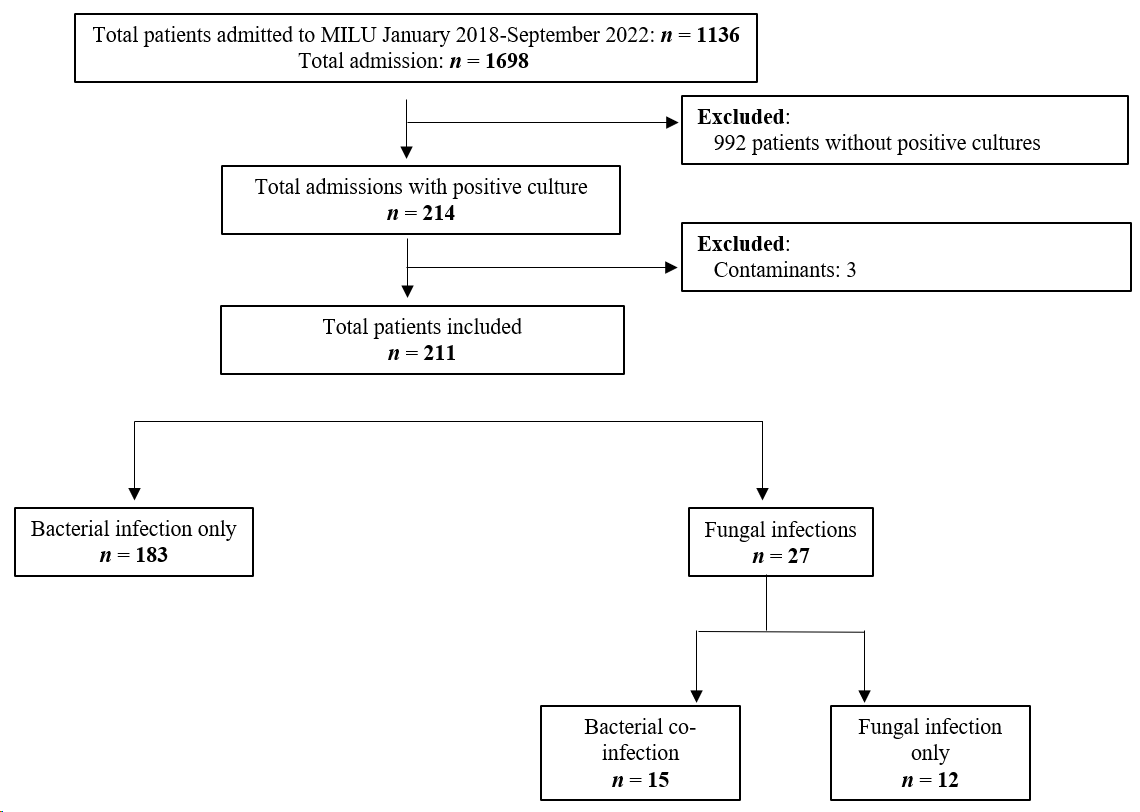 Total patients admitted to MILU January 2018-September 2022: n = 1136
Total admission: n = 1698
Excluded:
992 patients without positive cultures
Total admissions with positive culture
n = 214
Excluded:
Contaminants: 3
Total patients included
n = 211
Bacterial infection only
n = 183
Fungal infections
n = 27
Bacterial co-
infection
n = 15
Fungal infection
only
n = 12